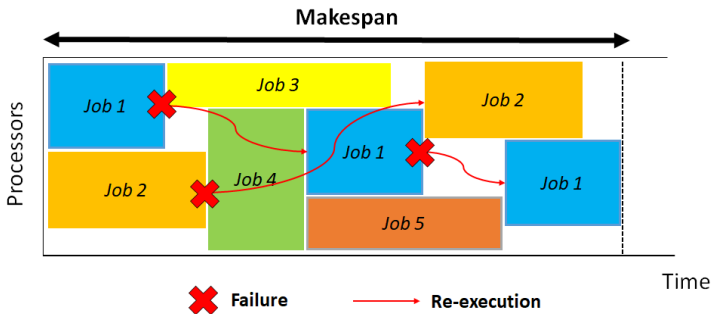 Makespan
Processors
Job 1
Job 3
Job 2
Job 2
Job 4
Job 1
Job 1
Job 5
Time
Failure
Re-execution